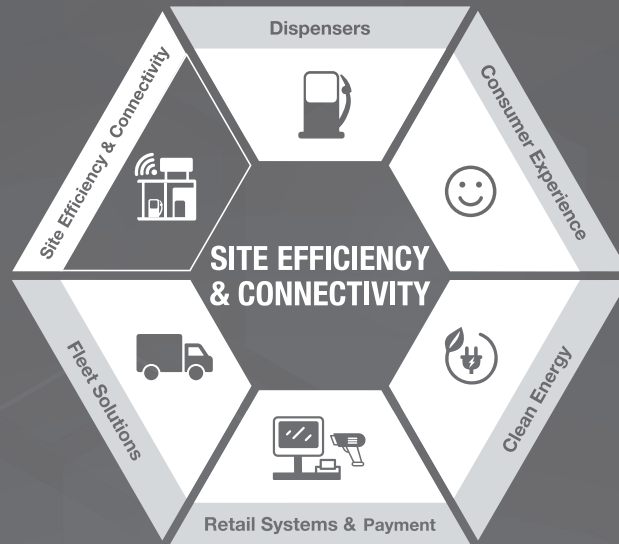 Dispensers
Site Efficiency & Connectivity
Consumer Experience
SITE EFFICIENCY
& CONNECTIVITY
Fleet Solutions
Clean Energy
Retail Systems & Payment